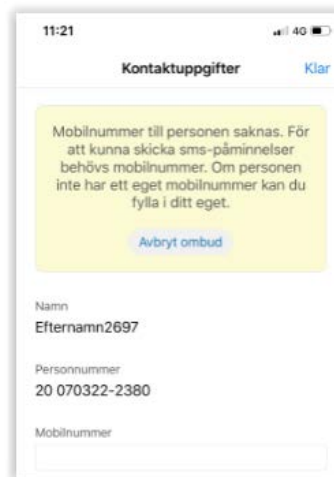 11:21
4G
Kontaktuppgifter
Klar
Mobilnummer till personen saknas. För
att kunna skicka sms-påminnelser
behövs mobilnummer. Om personen
inte har ett eget mobilnummer kan du
fylla i ditt eget.
Avbryt ombud
Namn
Efternamn2697
Personnummer
20 070322-2380
Mobilnummer